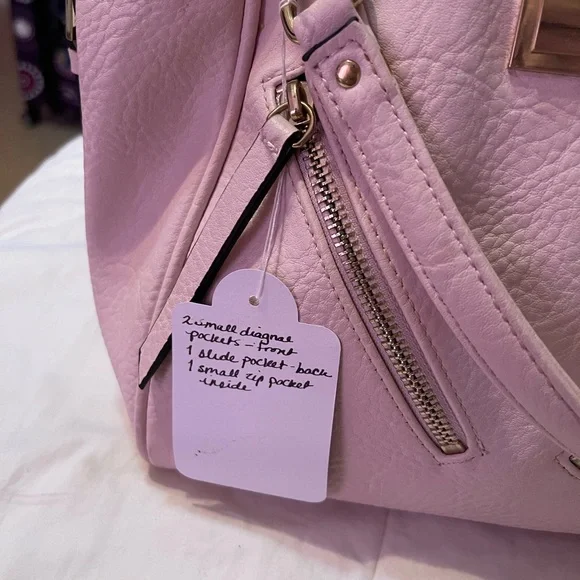 2 small diagnal
pockets - front
1 slide pocket - back
1 small zip pocket
inside